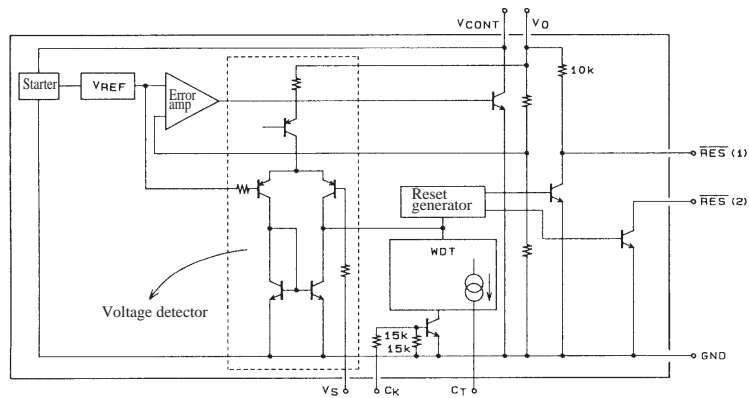 VCONT
VO
10k
Starter
VREF
Error
amp
RES (1)
Reset
generator
RES (2)
WDT
Voltage detector
15k
15k
GND
VS
CK
CT